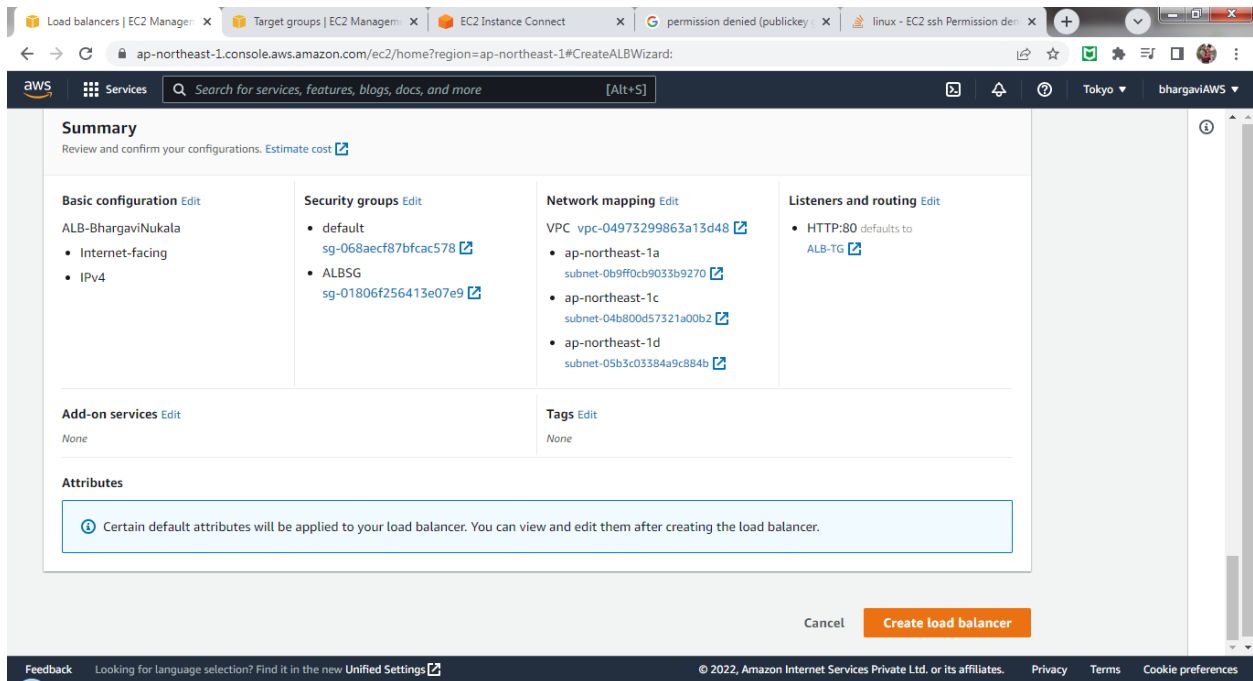 Load balancers | EC2 Managen
Target groups | EC2 Manageme
EC2 Instance Connect
permission denied (publickey
linux - EC2 ssh Permission den
ap-northeast-1.console.aws.amazon.com/ec2/home?region=ap-northeast-1#CreateALBWizard:
aws
Services
Search for services, features, blogs, docs, and more
[Alt+S]
Tokyo ▼
bhargaviAWS ▼
Summary
Review and confirm your configurations. Estimate cost
Basic configuration Edit
ALB-BhargaviNukala
• Internet-facing
• IPv4
Security groups Edit
• default
sg-068aecf87bfcac578
• ALBSG
sg-01806f256413e07e9
Network mapping Edit
VPC vpc-04973299863a13d48
• ap-northeast-1a
subnet-0b9ff0cb9033b9270
• ap-northeast-1c
subnet-04b800d57321a00b2
• ap-northeast-1d
subnet-05b3c03384a9c884b
Listeners and routing Edit
• HTTP:80 defaults to
ALB-TG
Add-on services Edit
None
Tags Edit
None
Attributes
Certain default attributes will be applied to your load balancer. You can view and edit them after creating the load balancer.
Cancel
Create load balancer
Feedback
Looking for language selection? Find it in the new Unified Settings
© 2022, Amazon Internet Services Private Ltd. or its affiliates.
Privacy
Terms
Cookie preferences